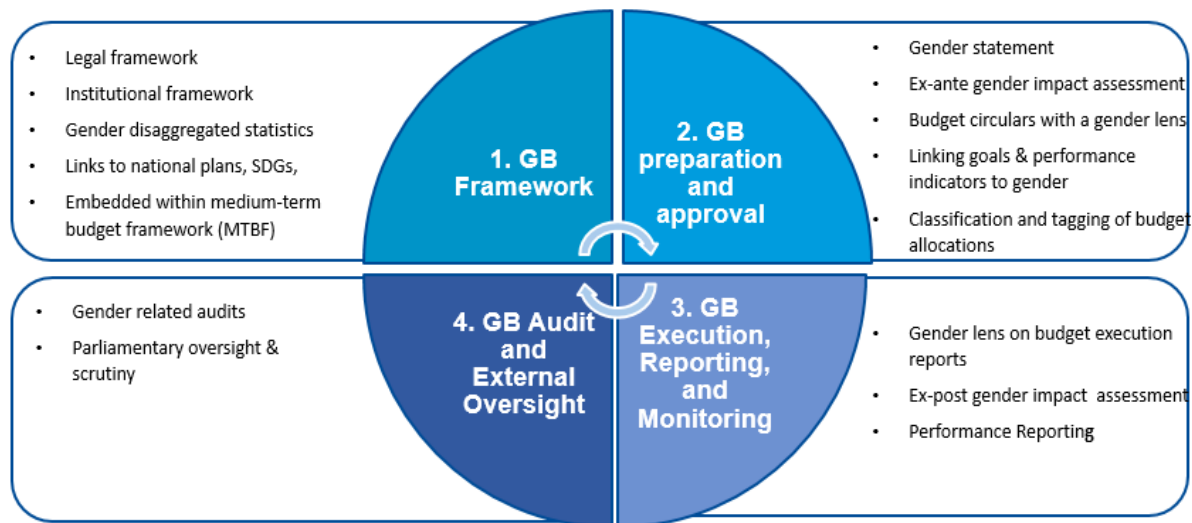 • Legal framework
• Institutional framework
• Gender disaggregated statistics
• Links to national plans, SDGs,
• Embedded within medium-term
budget framework (MTBF)
1. GB
Framework
2. GB
preparation
and
approval
• Gender statement
• Ex-ante gender impact assessment
• Budget circulars with a gender lens
• Linking goals & performance
indicators to gender
• Classification and tagging of budget
allocations
• Gender related audits
• Parliamentary oversight &
scrutiny
4. GB Audit
and
External
Oversight
3. GB
Execution,
Reporting,
and
Monitoring
• Gender lens on budget execution
reports
• Ex-post gender impact assessment
• Performance Reporting